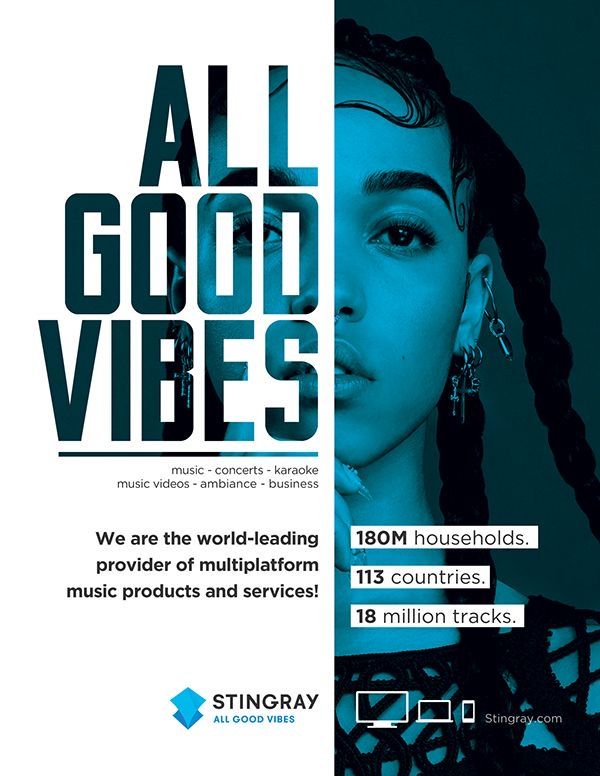 ALL
GOOD
VIBES
music - concerts - karaoke
music videos - ambiance - business
We are the world-leading
provider of multiplatform
music products and services!
180M households.
113 countries.
18 million tracks.
STINGRAY
ALL GOOD VIBES
Stingray.com